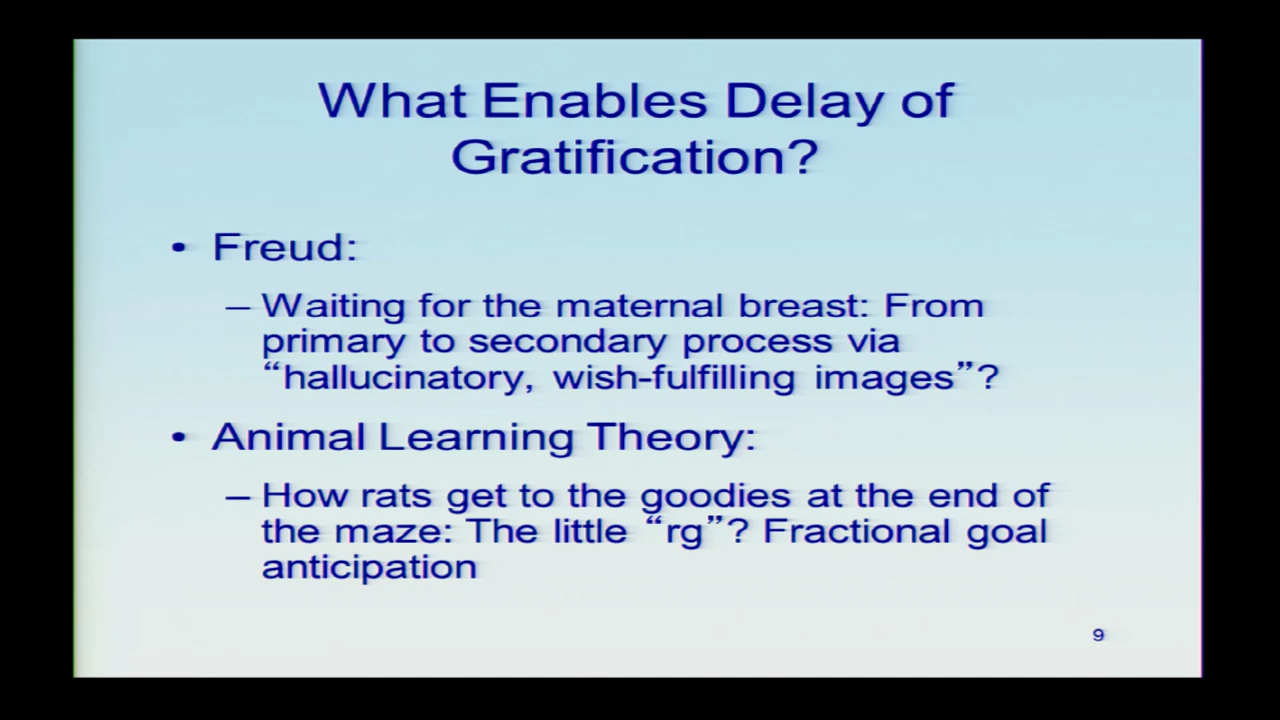 What Enables Delay of
Gratification?
• Freud:
– Waiting for the maternal breast: From
primary to secondary process via
“hallucinatory, wish-fulfilling images”?
• Animal Learning Theory:
– How rats get to the goodies at the end of
the maze: The little “rg”? Fractional goal
anticipation
9